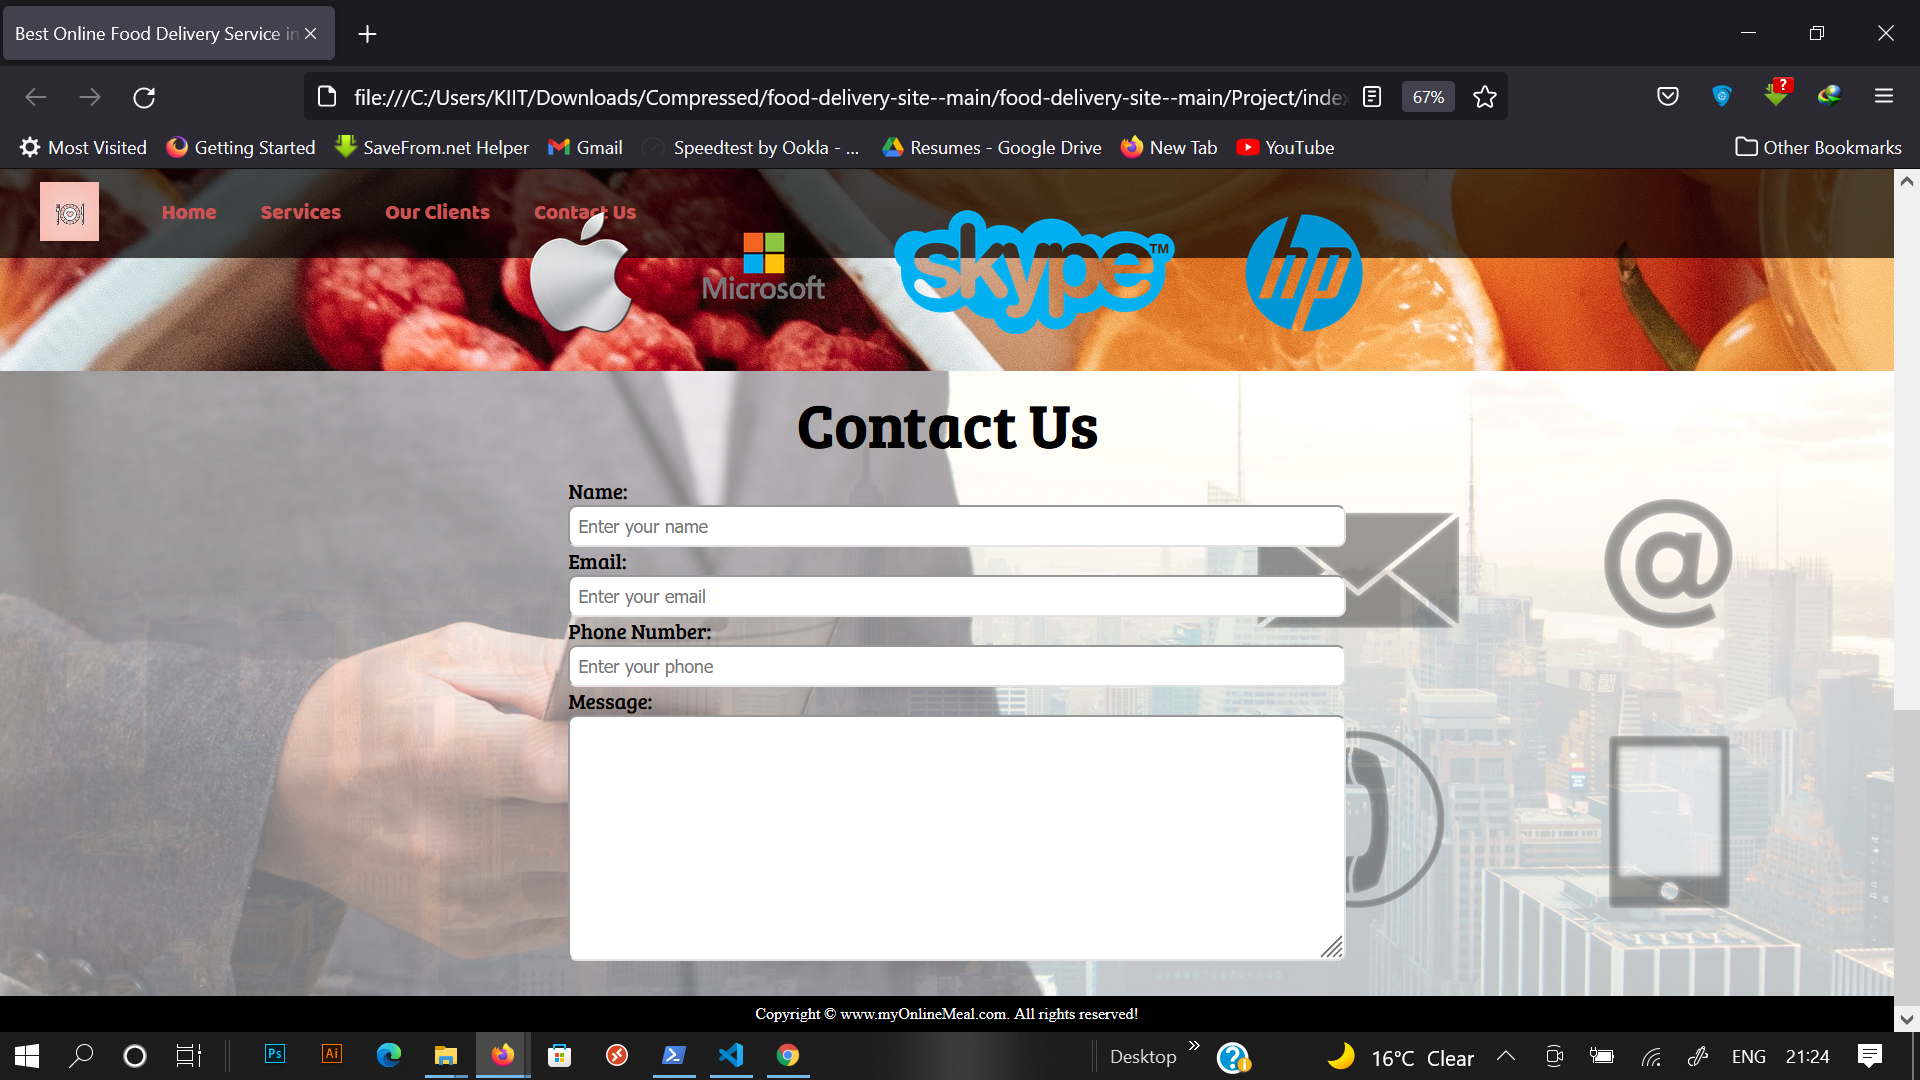 Best Online Food Delivery Service in
file:///C:/Users/KIIT/Downloads/Compressed/food-delivery-site--main/food-delivery-site--main/Project/index
67%
?
Most Visited
Getting Started
SaveFrom.net Helper
Gmail
Speedtest by Ookla - ...
Resumes - Google Drive
New Tab
YouTube
Other Bookmarks
Home
Services
Our Clients
Contact Us
Microsoft
skype™
hp
Contact Us
Name:
Enter your name
Email:
Enter your email
@
Phone Number:
Enter your phone
Message:
Copyright © www.myOnlineMeal.com. All rights reserved!
Ps
Ai
Desktop
»
?
16°C Clear
ENG
21:24